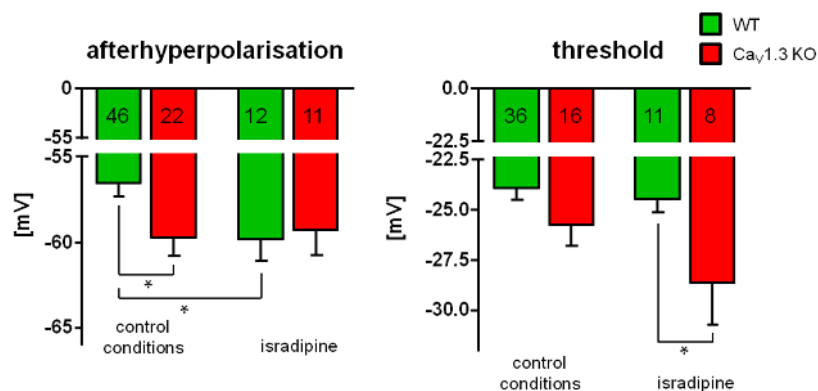 WT
Caᵥ1.3 KO
afterhyperpolarisation
threshold
0
-55
-55
-60
-65
[mV]
46
22
12
11
*
*
control
conditions
isradipine
0.0
-22.5
-22.5
-25.0
-27.5
-30.0
[mV]
36
16
11
8
*
control
conditions
isradipine